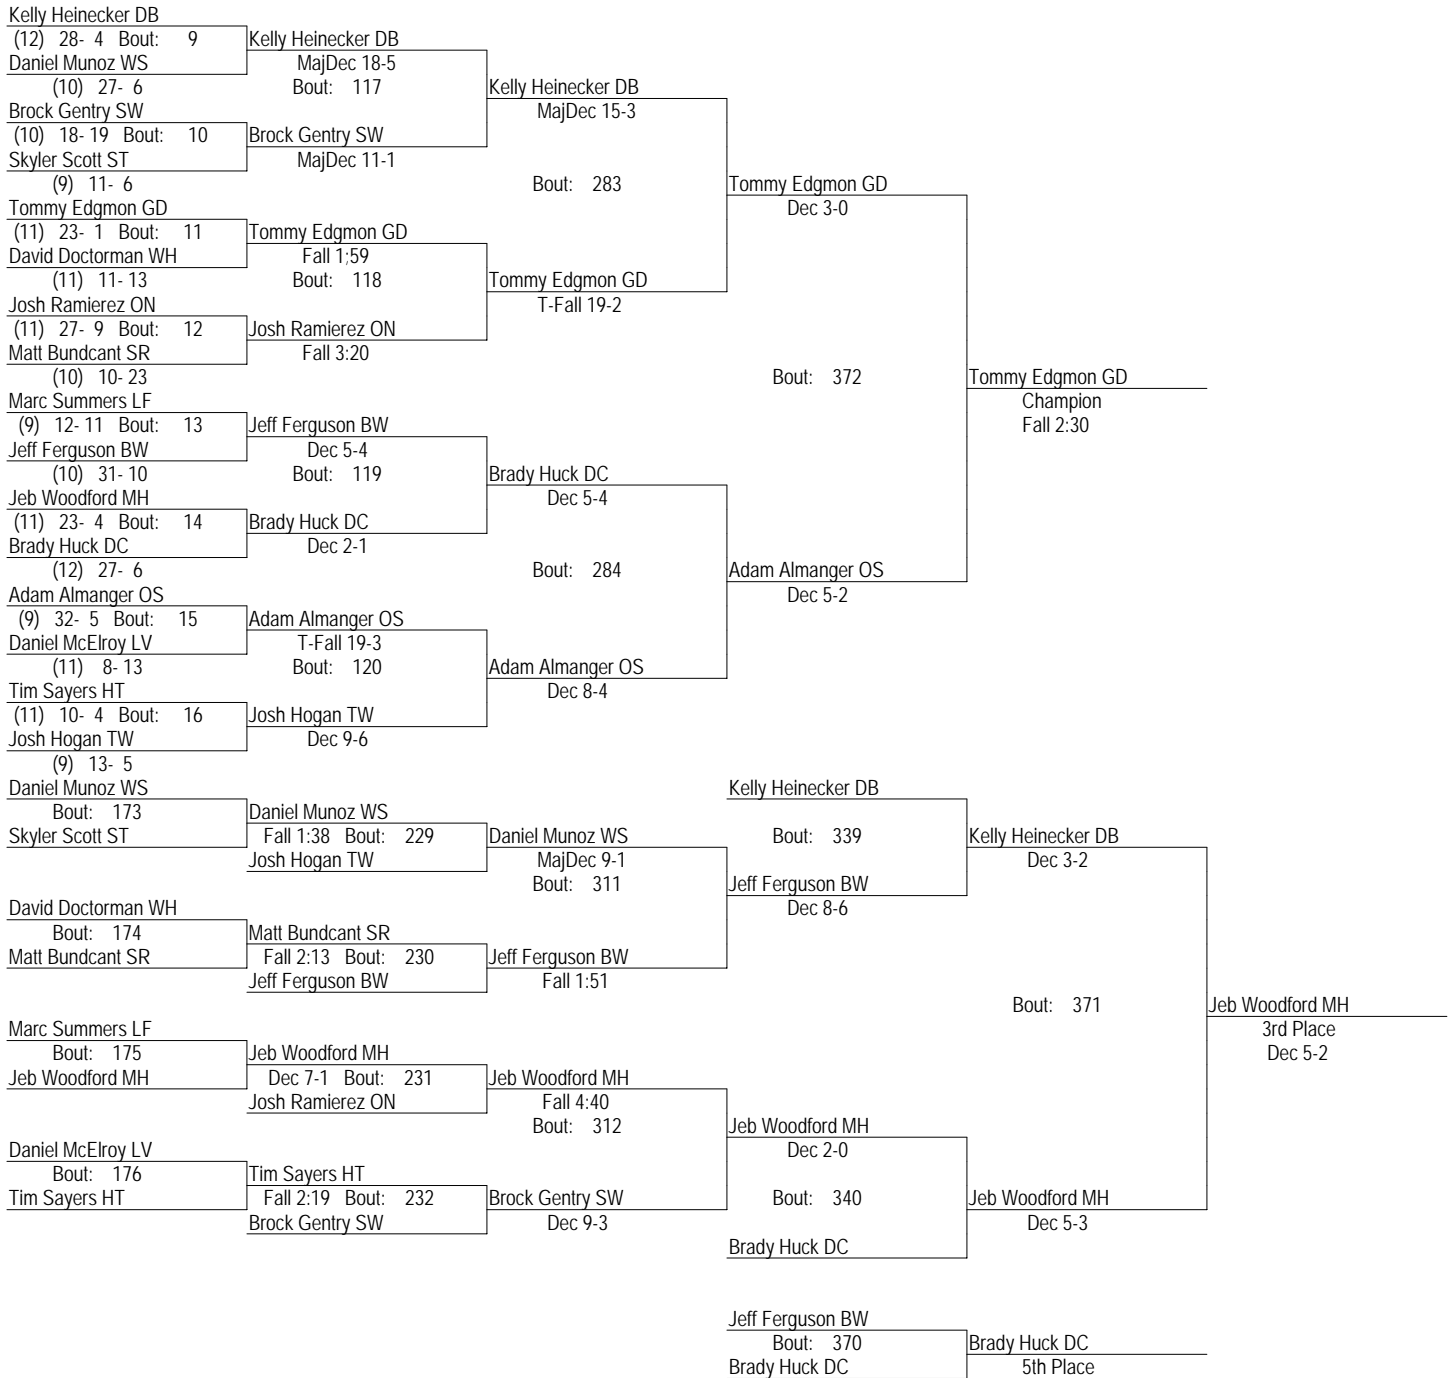 Kelly Heinecker DB
(12) 28- 4 Bout: 9 Kelly Heinecker DB
Daniel Munoz WS MajDec 18-5
(10) 27- 6 Bout: 117 Kelly Heinecker DB
Brock Gentry SW MajDec 15-3
(10) 18- 19 Bout: 10 Brock Gentry SW
Skyler Scott ST MajDec 11-1
(9) 11- 6 Bout: 283 Tommy Edgmon GD
Tommy Edgmon GD Dec 3-0
(11) 23- 1 Bout: 11 Tommy Edgmon GD
David Doctorman WH Fall 1:59
(11) 11- 13 Bout: 118 Tommy Edgmon GD
Josh Ramierez ON T-Fall 19-2
(11) 27- 9 Bout: 12 Josh Ramierez ON
Matt Bundcant SR Fall 3:20
(10) 10- 23 Bout: 372 Tommy Edgmon GD
Marc Summers LF Champion
(9) 12- 11 Bout: 13 Jeff Ferguson BW Fall 2:30
Jeff Ferguson BW Dec 5-4
(10) 31- 10 Bout: 119 Brady Huck DC
Jeb Woodford MH Dec 5-4
(11) 23- 4 Bout: 14 Brady Huck DC
Brady Huck DC Dec 2-1
(12) 27- 6 Bout: 284 Adam Almanger OS
Adam Almanger OS Dec 5-2
(9) 32- 5 Bout: 15 Adam Almanger OS
Daniel McElroy LV T-Fall 19-3
(11) 8- 13 Bout: 120 Adam Almanger OS
Tim Sayers HT Dec 8-4
(11) 10- 4 Bout: 16 Josh Hogan TW
Josh Hogan TW Dec 9-6
(9) 13- 5
Daniel Munoz WS Kelly Heinecker DB
Bout: 173 Daniel Munoz WS
Skyler Scott ST Fall 1:38 Bout: 229 Daniel Munoz WS Bout: 339 Kelly Heinecker DB
Josh Hogan TW MajDec 9-1 Dec 3-2
Bout: 311 Jeff Ferguson BW
David Doctorman WH Dec 8-6
Bout: 174 Matt Bundcant SR
Matt Bundcant SR Fall 2:13 Bout: 230 Jeff Ferguson BW
Jeff Ferguson BW Fall 1:51
Bout: 371 Jeb Woodford MH
Marc Summers LF 3rd Place
Bout: 175 Jeb Woodford MH Dec 5-2
Jeb Woodford MH Dec 7-1 Bout: 231 Jeb Woodford MH
Josh Ramierez ON Fall 4:40
Bout: 312 Jeb Woodford MH
Daniel McElroy LV Dec 2-0
Bout: 176 Tim Sayers HT
Tim Sayers HT Fall 2:19 Bout: 232 Brock Gentry SW Bout: 340 Jeb Woodford MH
Brock Gentry SW Dec 9-3 Dec 5-3
Brady Huck DC
Jeff Ferguson BW
Bout: 370 Brady Huck DC
Brady Huck DC 5th Place